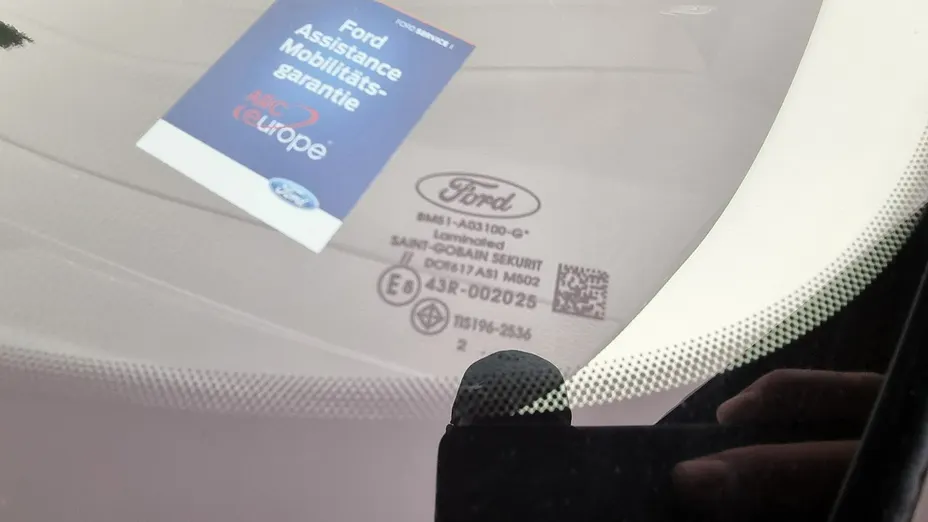 FORD SERVICE
Ford
Assistance
Mobilitäts-
garantie
ABC
europe
Ford
Ford
BM51-A03100-G*
Laminated
SAINT-GOBAIN SEKURIT
// DOT617 AS1 M502
E8 43R-002025
TIS196-2536
2